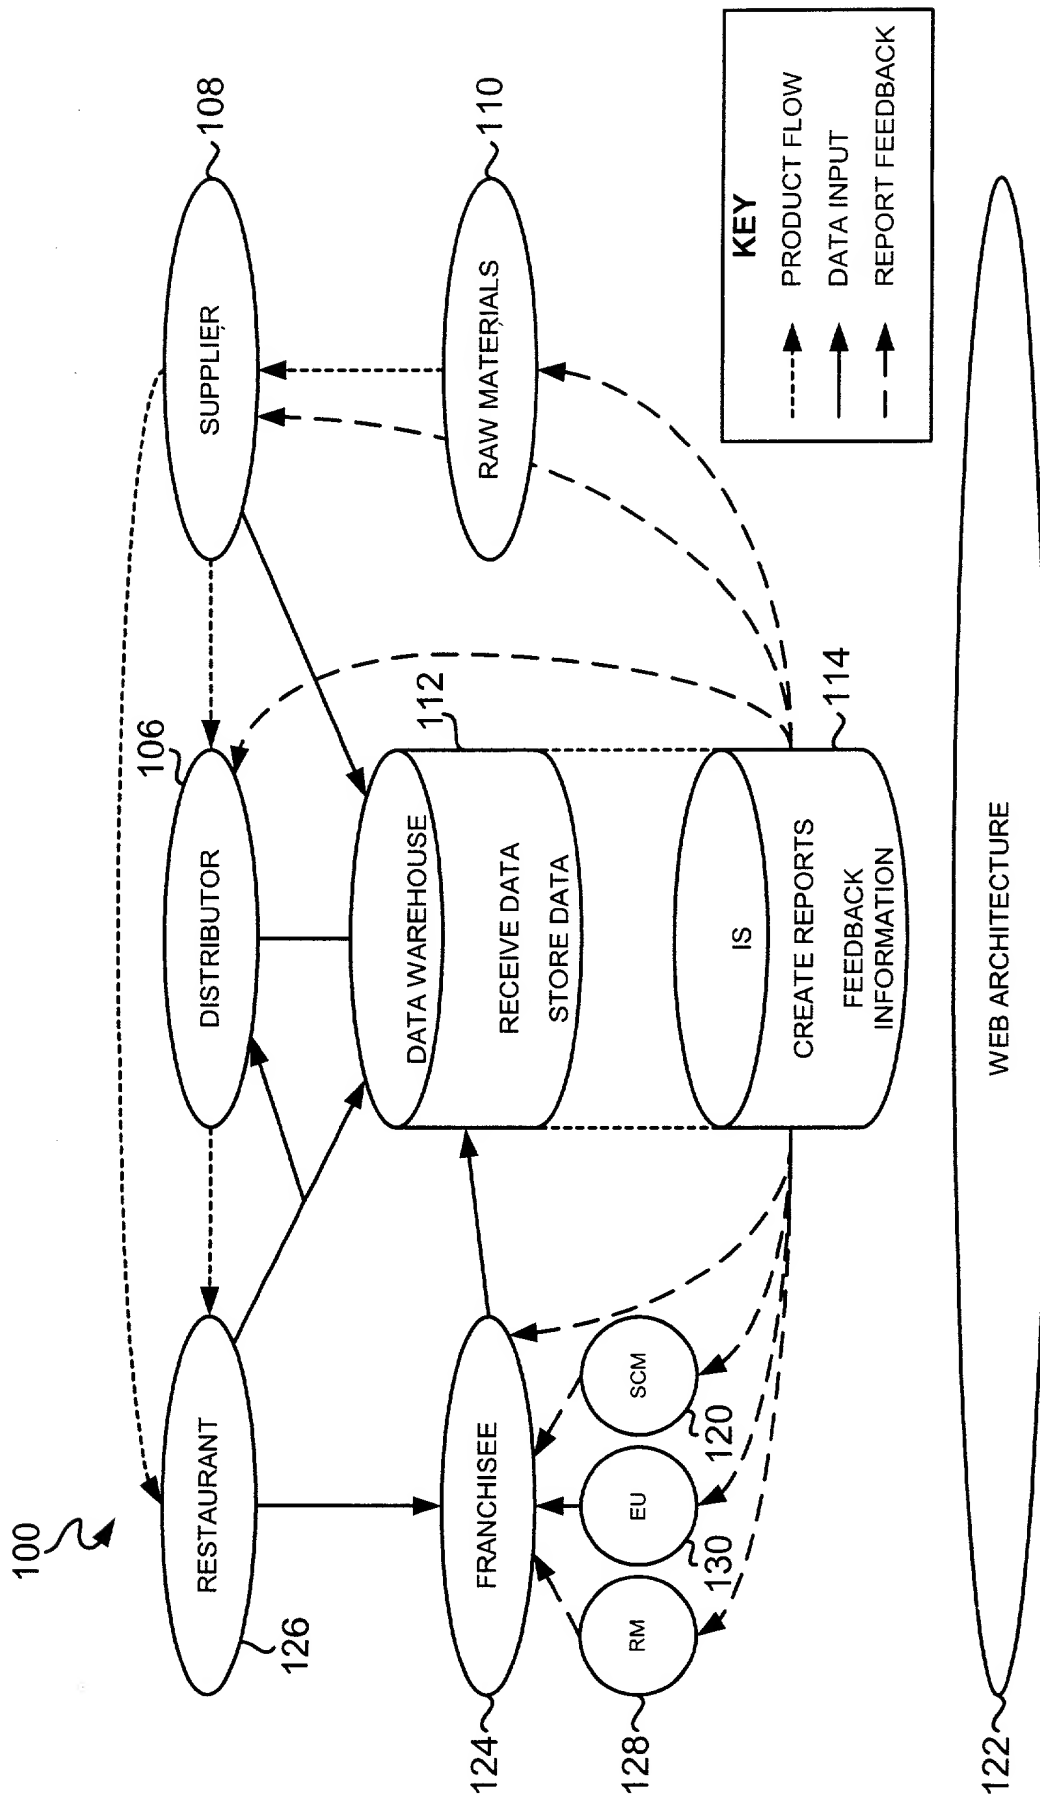 100
126
RESTAURANT
106
DISTRIBUTOR
108
SUPPLIER
124
FRANCHISEE
DATA WAREHOUSE
112
RECEIVE DATA
STORE DATA
RAW MATERIALS
110
128
RM
130
EU
120
SCM
IS
114
CREATE REPORTS
FEEDBACK
INFORMATION
KEY
PRODUCT FLOW
DATA INPUT
REPORT FEEDBACK
122
WEB ARCHITECTURE